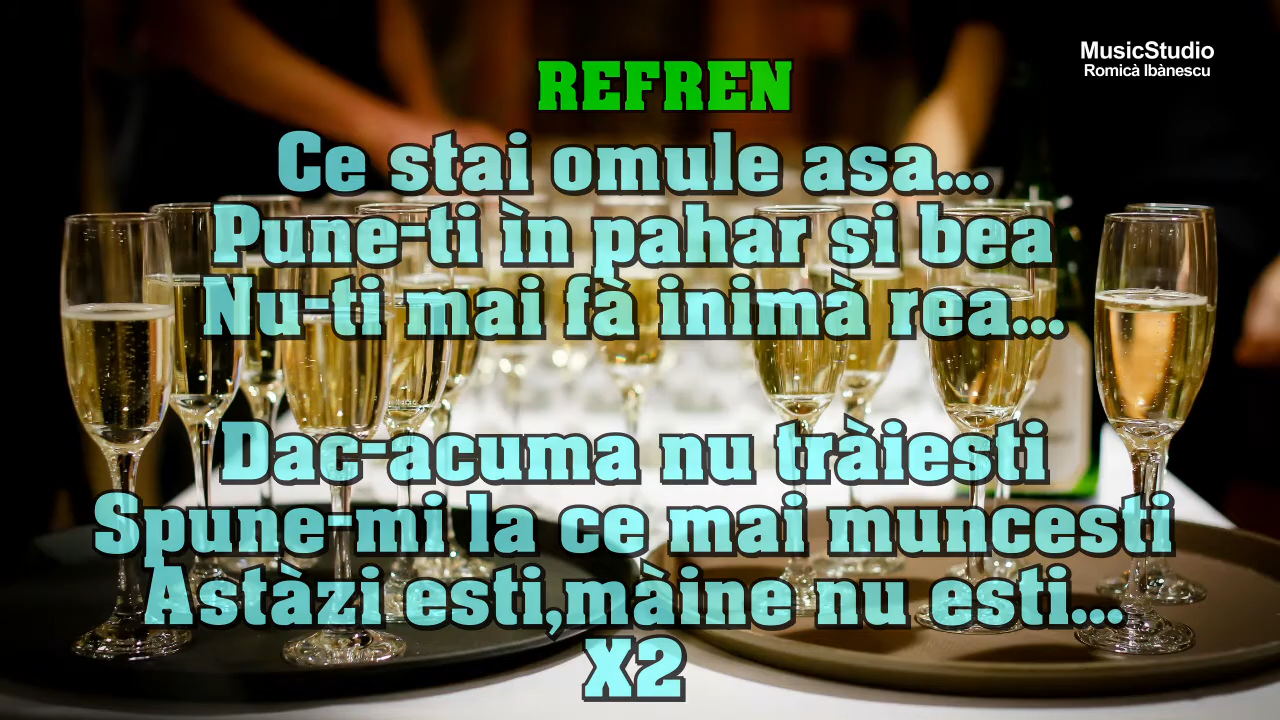 MusicStudio
Romicà Ibànescu
REFREN
Ce stai omule asa...
Pune-ti ìn pahar si bea
Nu-ti mai fà inimà rea...
Dac-acuma nu tràiesti
Spune-mi la ce mai muncesti
Astàzi esti,màine nu esti...
X2